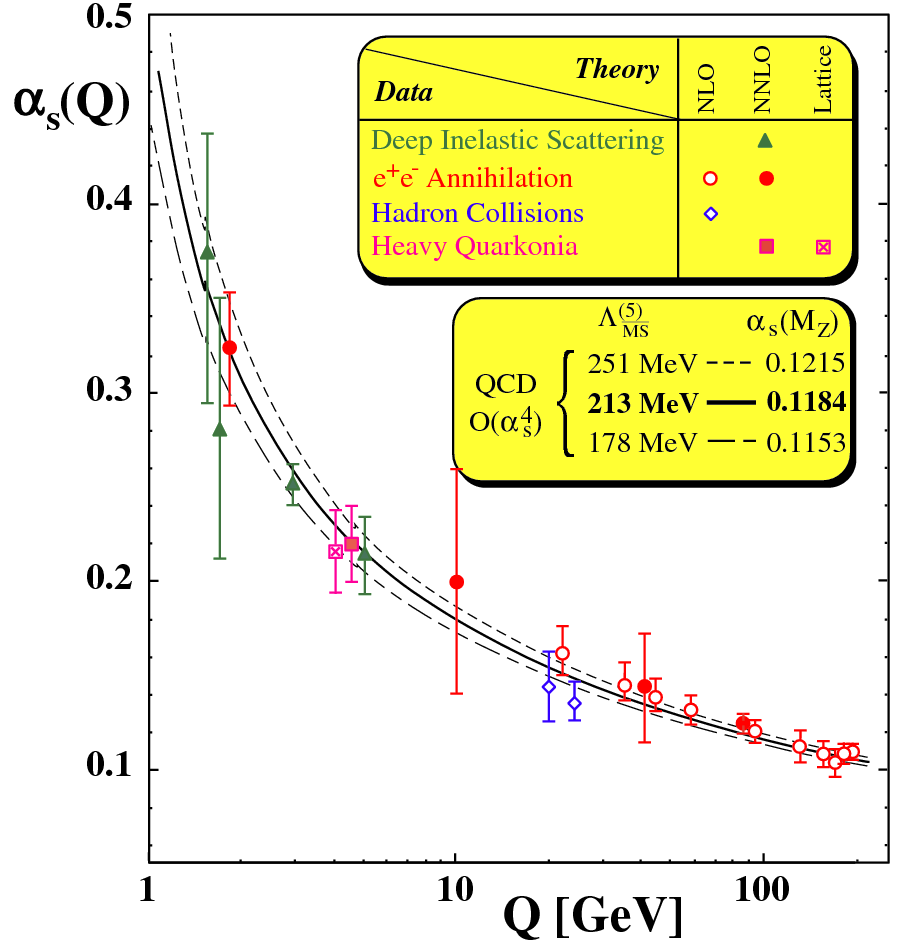 0.5
αs(Q)
0.4
0.3
0.2
0.1
1 10 100
Q [GeV]
Theory
Data
NLO
NNLO
Lattice
Deep Inelastic Scattering
e+e- Annihilation
Hadron Collisions
Heavy Quarkonia
Λ(5)MS αs(MZ)
QCD
O(αs4)
251 MeV 0.1215
213 MeV 0.1184
178 MeV 0.1153